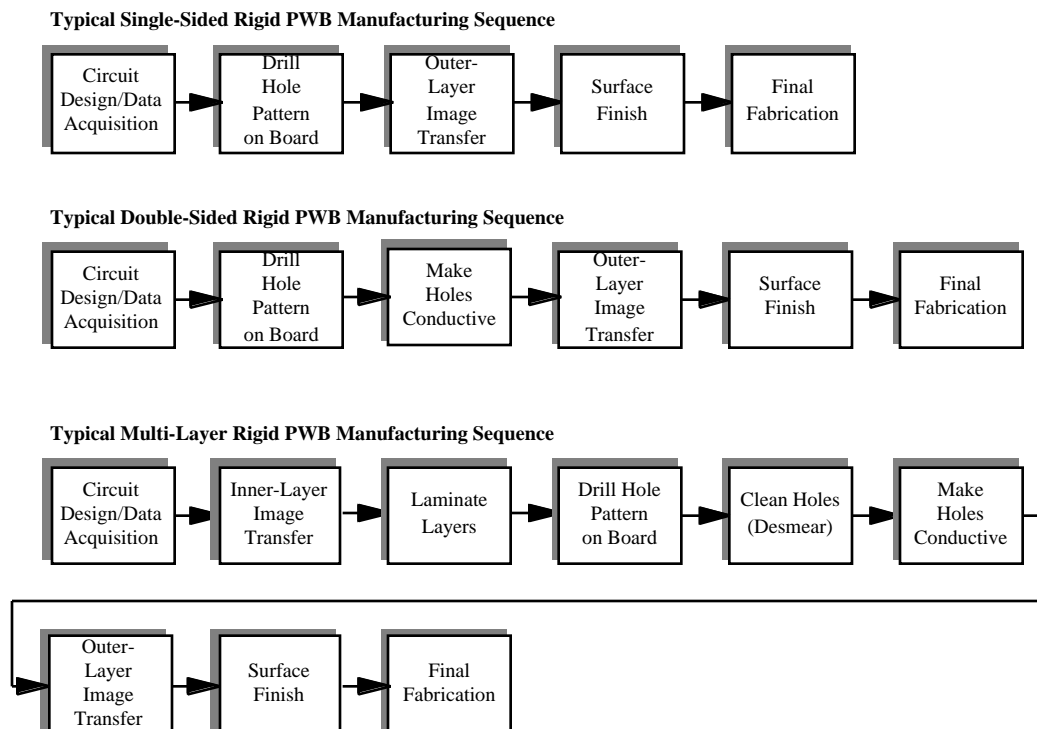 Typical Single-Sided Rigid PWB Manufacturing Sequence
Circuit
Design/Data
Acquisition
Drill
Hole
Pattern
on Board
Outer-
Layer
Image
Transfer
Surface
Finish
Final
Fabrication
Typical Double-Sided Rigid PWB Manufacturing Sequence
Circuit
Design/Data
Acquisition
Drill
Hole
Pattern
on Board
Make
Holes
Conductive
Outer-
Layer
Image
Transfer
Surface
Finish
Final
Fabrication
Typical Multi-Layer Rigid PWB Manufacturing Sequence
Circuit
Design/Data
Acquisition
Inner-Layer
Image
Transfer
Laminate
Layers
Drill Hole
Pattern
on Board
Clean Holes
(Desmear)
Make
Holes
Conductive
Outer-
Layer
Image
Transfer
Surface
Finish
Final
Fabrication